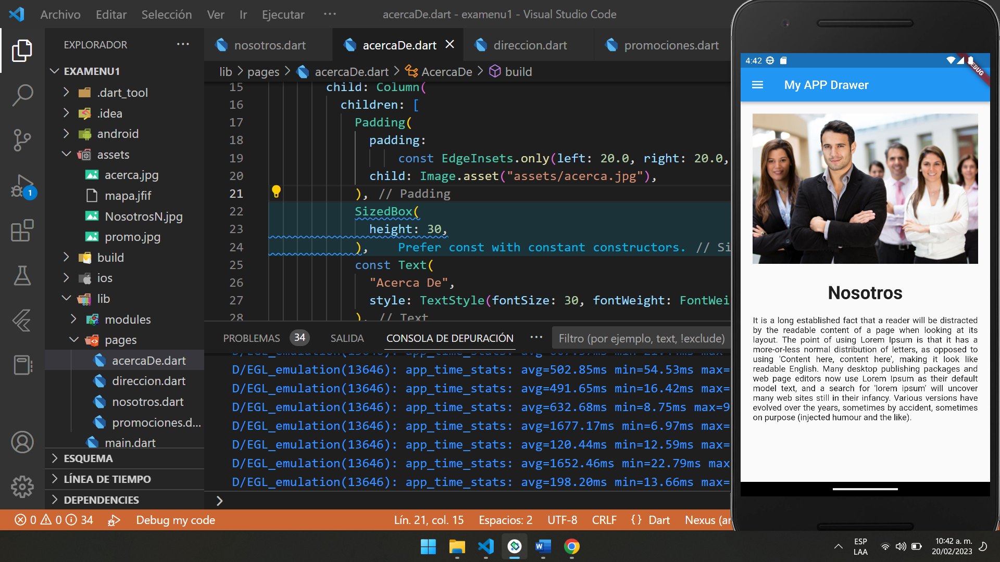 Archivo Editar Selección Ver Ir Ejecutar ··· acercaDe.dart - examenu1 - Visual Studio Code
EXPLORADOR ···
EXAMENU1
.dart_tool
.idea
android
assets
acerca.jpg
mapa.jfif
NosotrosN.jpg
promo.jpg
build
ios
lib
modules
pages
acercaDe.dart
direccion.dart
nosotros.dart
promociones.d...
main.dart
ESQUEMA
LÍNEA DE TIEMPO
DEPENDENCIES
1
nosotros.dart acercaDe.dart direccion.dart promociones.dart
lib > pages > acercaDe.dart > AcercaDe > build
15 child: Column(
16 children: [
17 Padding(
18 padding:
19 const EdgeInsets.only(left: 20.0, right: 20.0,
20 child: Image.asset("assets/acerca.jpg"),
21 ), // Padding
22 SizedBox(
23 height: 30,
24 ), Prefer const with constant constructors. // Si
25 const Text(
26 "Acerca De",
27 style: TextStyle(fontSize: 30, fontWeight: FontWei
28 ), // Text
PROBLEMAS 34 SALIDA CONSOLA DE DEPURACIÓN ··· Filtro (por ejemplo, text, !exclude)
D/EGL_emulation(13646): app_time_stats: avg=502.85ms min=54.53ms max=
D/EGL_emulation(13646): app_time_stats: avg=491.65ms min=16.42ms max=
D/EGL_emulation(13646): app_time_stats: avg=632.68ms min=8.75ms max=9
D/EGL_emulation(13646): app_time_stats: avg=1677.17ms min=6.97ms max=
D/EGL_emulation(13646): app_time_stats: avg=120.44ms min=12.59ms max=
D/EGL_emulation(13646): app_time_stats: avg=1652.46ms min=22.79ms max
D/EGL_emulation(13646): app_time_stats: avg=198.20ms min=13.66ms max=
>
0 0 34 Debug my code Lín. 21, col. 15 Espacios: 2 UTF-8 CRLF {} Dart Nexus (ar
4:42
My APP Drawer
Nosotros
It is a long established fact that a reader will be distracted
by the readable content of a page when looking at its
layout. The point of using Lorem Ipsum is that it has a
more-or-less normal distribution of letters, as opposed to
using 'Content here, content here', making it look like
readable English. Many desktop publishing packages and
web page editors now use Lorem Ipsum as their default
model text, and a search for 'lorem ipsum' will uncover
many web sites still in their infancy. Various versions have
evolved over the years, sometimes by accident, sometimes
on purpose (injected humour and the like).
ESP
LAA
10:42 a. m.
20/02/2023